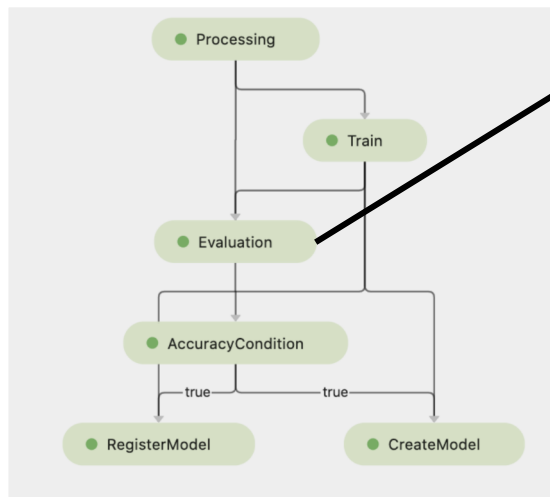 Processing
Train
Evaluation
AccuracyCondition
true true
RegisterModel CreateModel